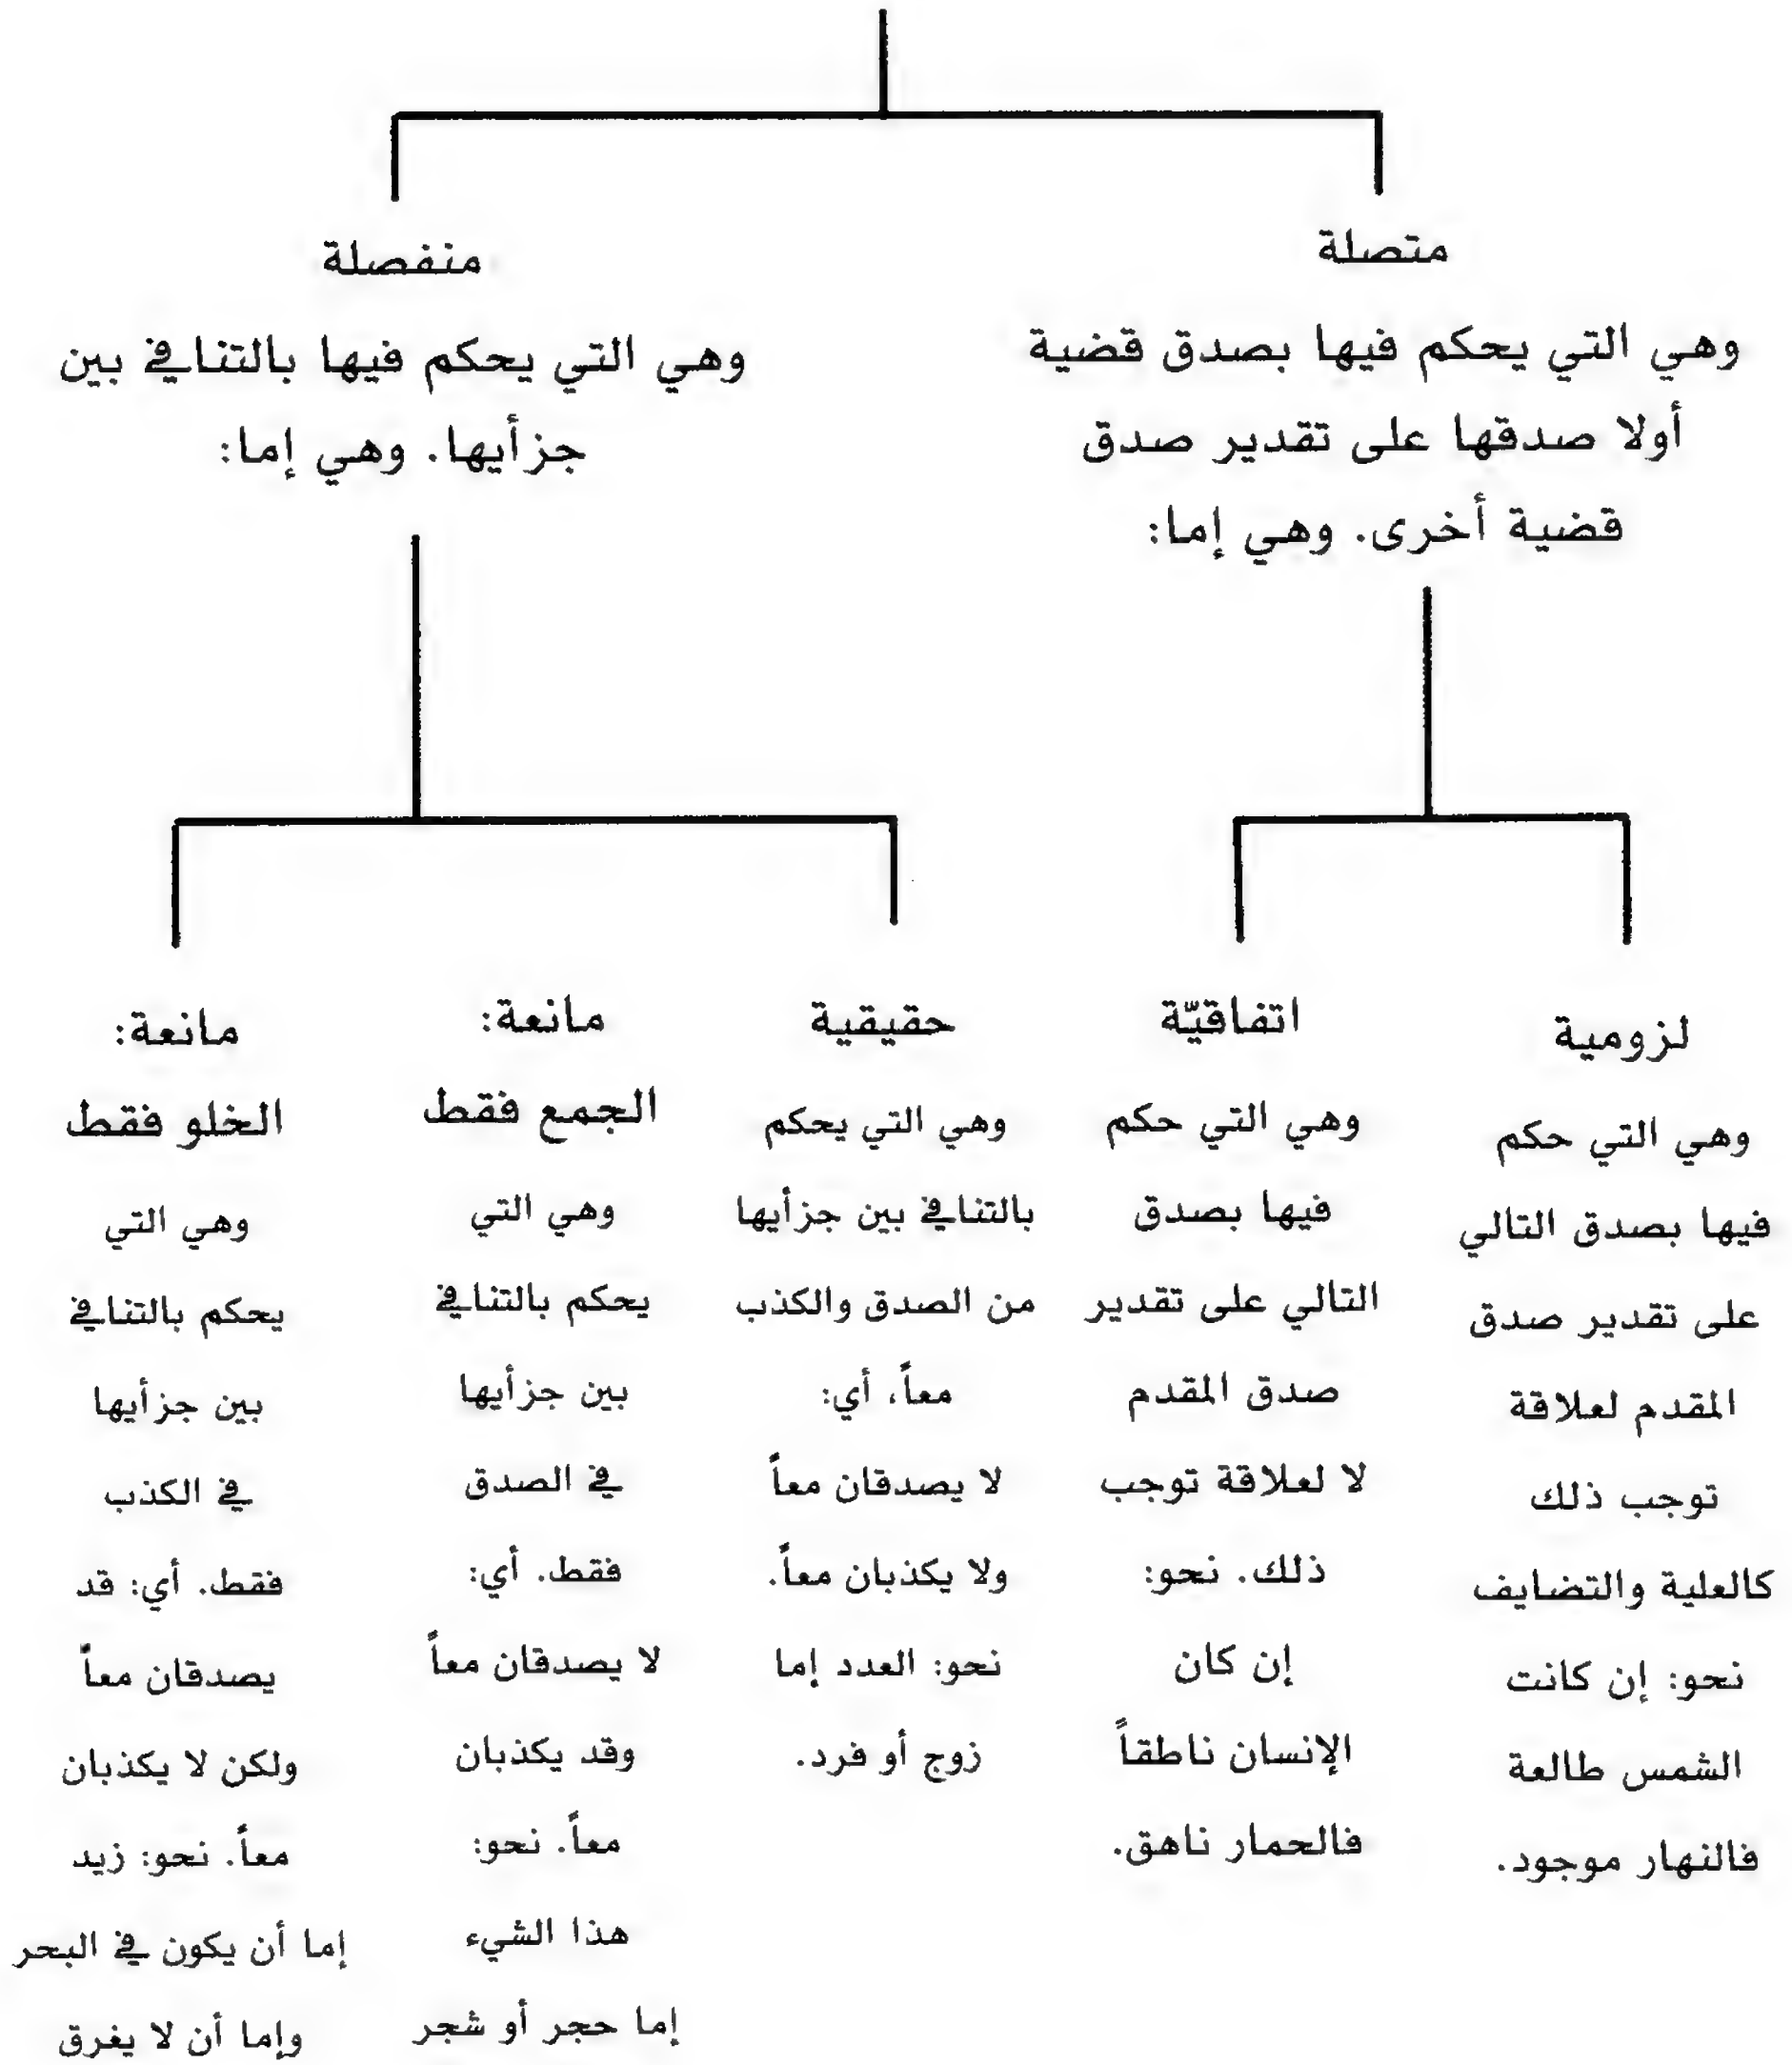 متصلة
وهي التي يحكم فيها بصدق قضية
أولا صدقها على تقدير صدق
قضية أخرى. وهي إما:
منفصلة
وهي التي يحكم فيها بالتنافي بين
جزأيها. وهي إما:
لزومية
وهي التي حكم
فيها بصدق التالي
على تقدير صدق
المقدم لعلاقة
توجب ذلك
كالعلية والتضايف
نحو: إن كانت
الشمس طالعة
فالنهار موجود.
اتفاقيّة
وهي التي حكم
فيها بصدق
التالي على تقدير
صدق المقدم
لا لعلاقة توجب
ذلك. نحو:
إن كان
الإنسان ناطقاً
فالحمار ناهق.
حقيقية
وهي التي يحكم
بالتنافي بين جزأيها
من الصدق والكذب
معاً، أي:
لا يصدقان معاً
ولا يكذبان معاً.
نحو: العدد إما
زوج أو فرد.
مانعة:
الجمع فقط
وهي التي
يحكم بالتنافي
بين جزأيها
في الصدق
فقط. أي:
لا يصدقان معاً
وقد يكذبان
معاً. نحو:
هذا الشيء
إما حجر أو شجر
مانعة:
الخلو فقط
وهي التي
يحكم بالتنافي
بين جزأيها
في الكذب
فقط. أي: قد
يصدقان معاً
ولكن لا يكذبان
معاً. نحو: زيد
إما أن يكون في البحر
وإما أن لا يغرق